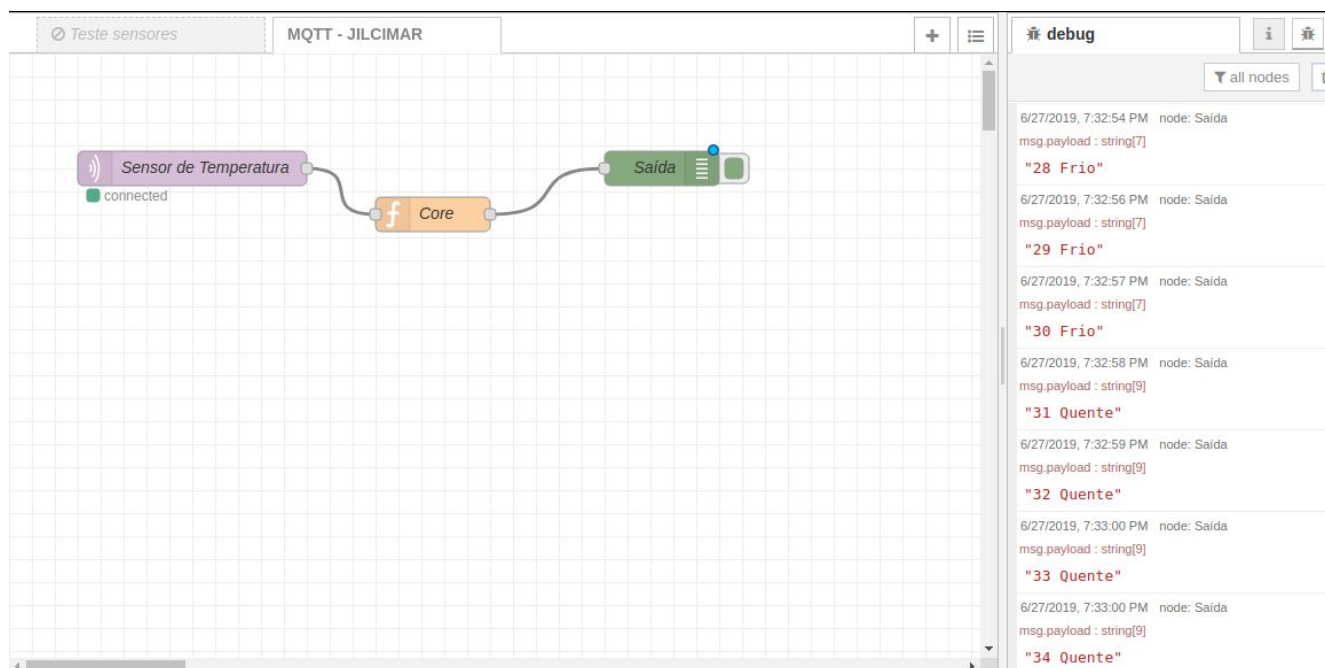 Teste sensores
MQTT - JILCIMAR
debug
i
all nodes
Sensor de Temperatura
connected
f
Core
Saída
6/27/2019, 7:32:54 PM node: Saída
msg.payload : string[7]
"28 Frio"
6/27/2019, 7:32:56 PM node: Saída
msg.payload : string[7]
"29 Frio"
6/27/2019, 7:32:57 PM node: Saída
msg.payload : string[7]
"30 Frio"
6/27/2019, 7:32:58 PM node: Saída
msg.payload : string[9]
"31 Quente"
6/27/2019, 7:32:59 PM node: Saída
msg.payload : string[9]
"32 Quente"
6/27/2019, 7:33:00 PM node: Saída
msg.payload : string[9]
"33 Quente"
6/27/2019, 7:33:00 PM node: Saída
msg.payload : string[9]
"34 Quente"